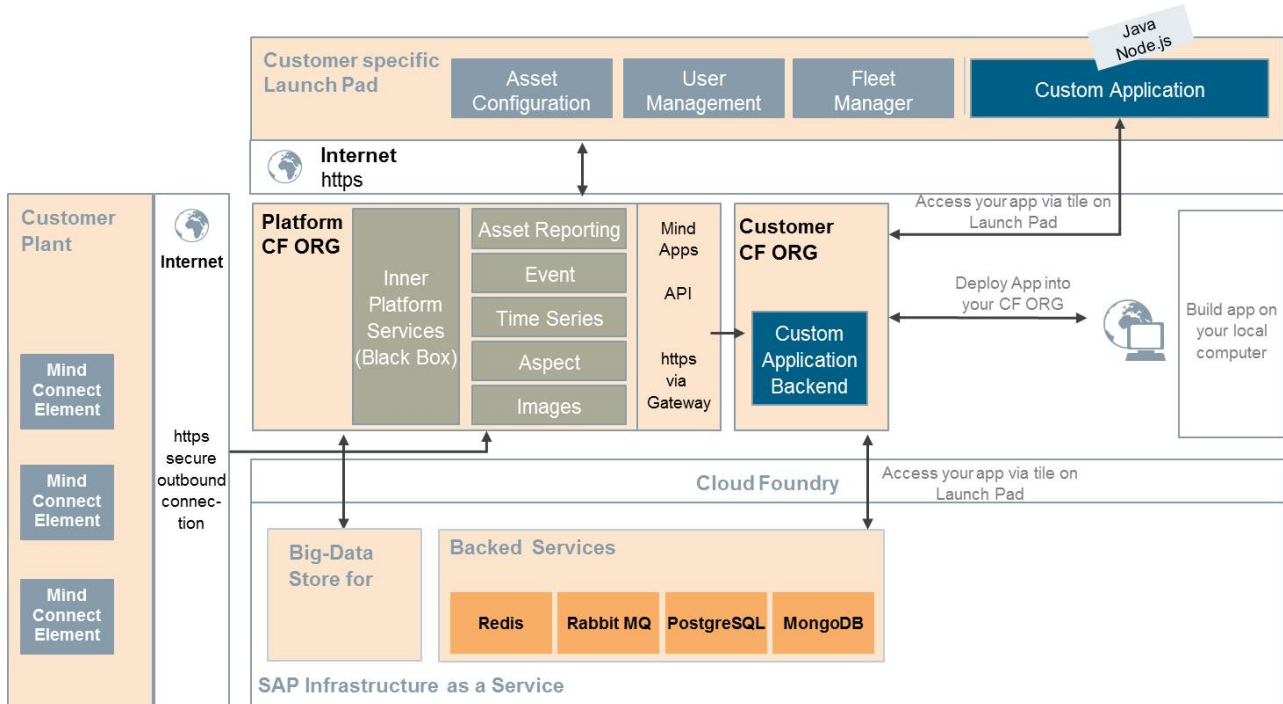 Java
Node.js
Customer specific
Launch Pad
Asset
Configuration
User
Management
Fleet
Manager
Custom Application
Internet
https
Customer
Plant
Mind
Connect
Element
Mind
Connect
Element
Mind
Connect
Element
Internet
https
secure
outbound
connec-
tion
Platform
CF ORG
Inner
Platform
Services
(Black Box)
Asset Reporting
Event
Time Series
Aspect
Images
Mind
Apps
API
https
via
Gateway
Customer
CF ORG
Custom
Application
Backend
Access your app via tile on
Launch Pad
Deploy App into
your CF ORG
Build app on
your local
computer
Cloud Foundry
Access your app via tile on
Launch Pad
Big-Data
Store for
Backed Services
Redis
Rabbit MQ
PostgreSQL
MongoDB
SAP Infrastructure as a Service